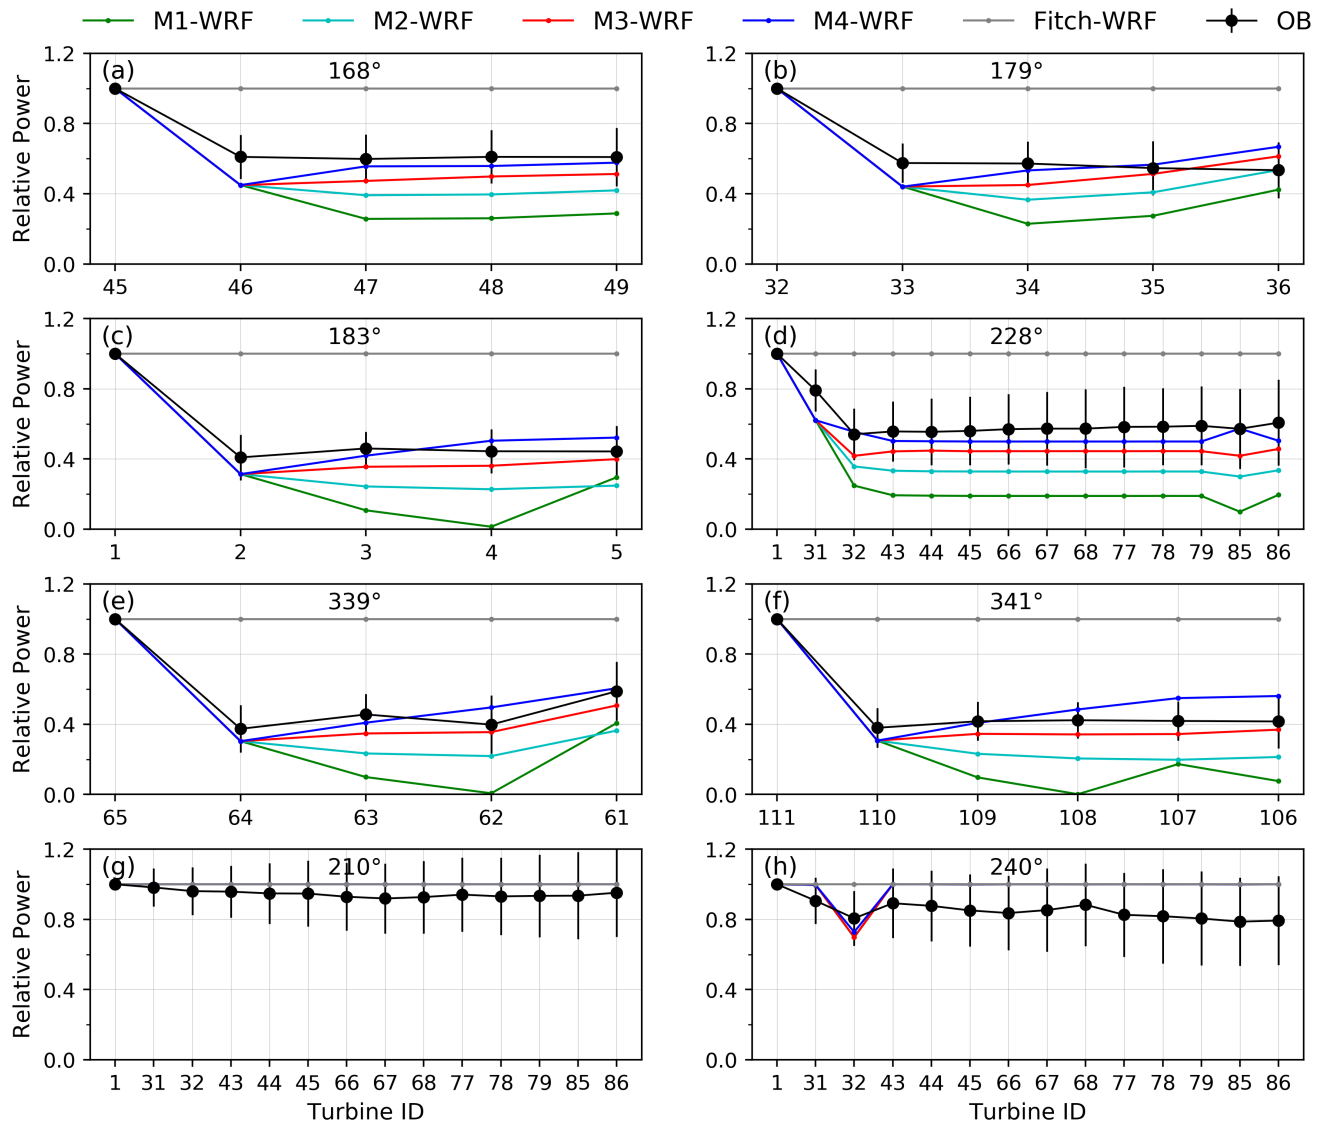 M1-WRF M2-WRF M3-WRF M4-WRF Fitch-WRF OB
(a) 168°
Relative Power
1.2
0.8
0.4
0.0
45 46 47 48 49
(b) 179°
1.2
0.8
0.4
0.0
32 33 34 35 36
(c) 183°
Relative Power
1.2
0.8
0.4
0.0
1 2 3 4 5
(d) 228°
1.2
0.8
0.4
0.0
1 31 32 43 44 45 66 67 68 77 78 79 85 86
(e) 339°
Relative Power
1.2
0.8
0.4
0.0
65 64 63 62 61
(f) 341°
1.2
0.8
0.4
0.0
111 110 109 108 107 106
(g) 210°
Relative Power
1.2
0.8
0.4
0.0
1 31 32 43 44 45 66 67 68 77 78 79 85 86
Turbine ID
(h) 240°
1.2
0.8
0.4
0.0
1 31 32 43 44 45 66 67 68 77 78 79 85 86
Turbine ID